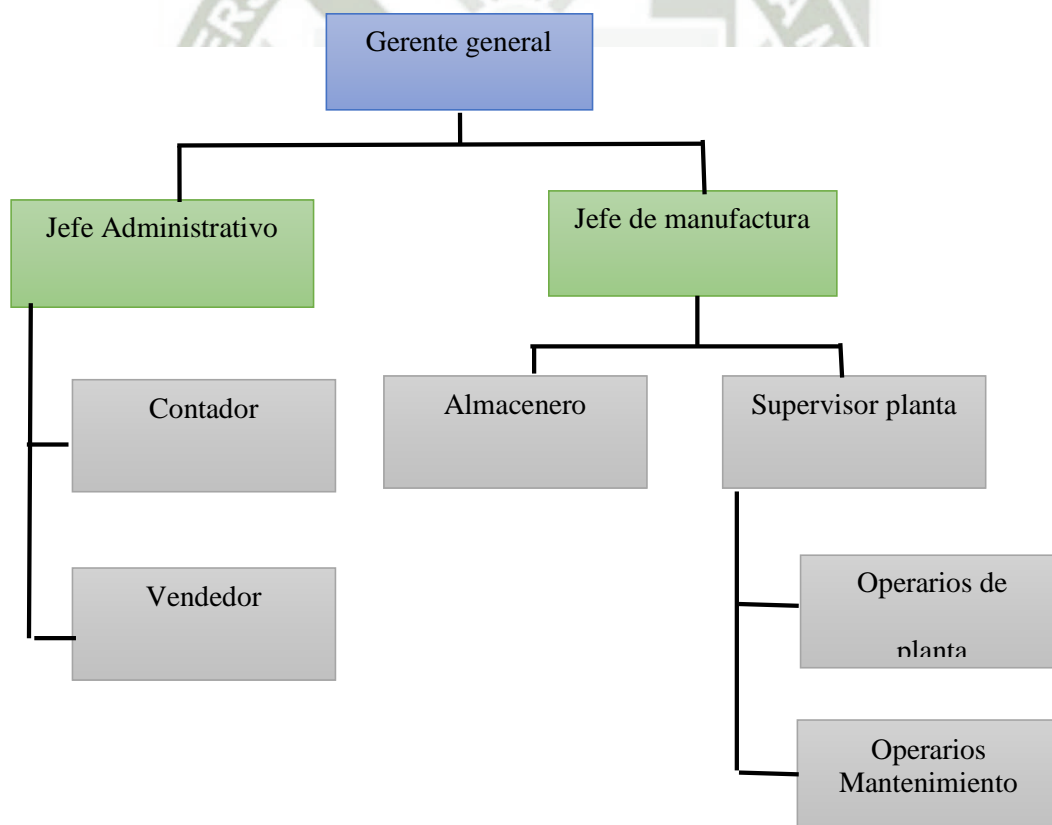 Gerente general
Jefe Administrativo
Jefe de manufactura
Contador
Almacenero
Supervisor planta
Vendedor
Operarios de
planta
Operarios
Mantenimiento